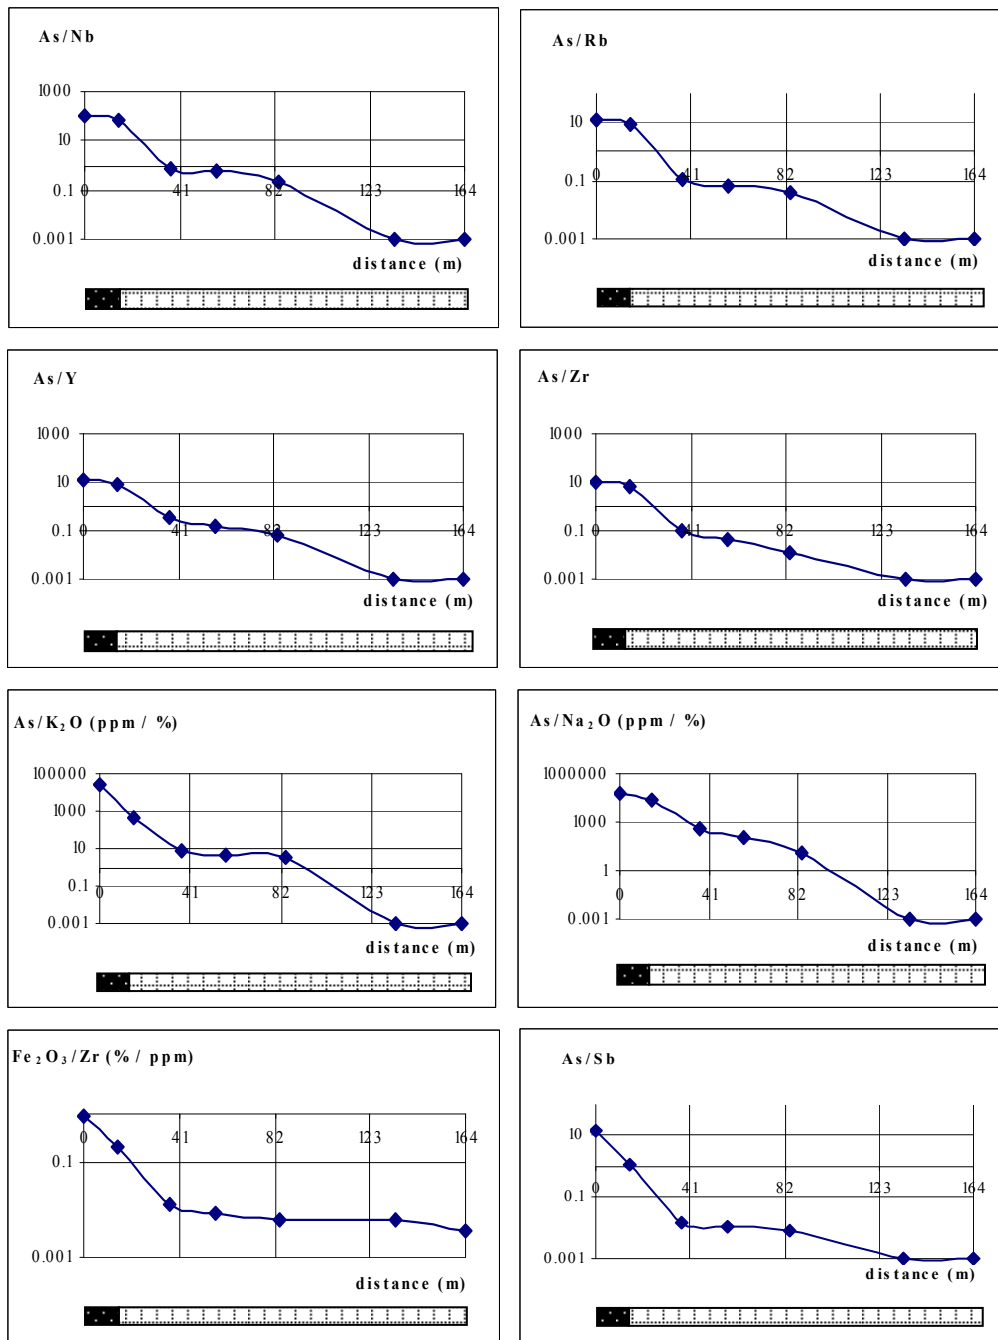 As/Nb
1000
10
0.1
0.001
0 41 82 123 164
distance (m)
As/Rb
10
0.1
0.001
0 41 82 123 164
distance (m)
As/Y
1000
10
0.1
0.001
0 41 82 123 164
distance (m)
As/Zr
1000
10
0.1
0.001
0 41 82 123 164
distance (m)
As/K₂O (ppm / %)
100000
1000
10
0.1
0.001
0 41 82 123 164
distance (m)
As/Na₂O (ppm / %)
1000000
1000
1
0.001
0 41 82 123 164
distance (m)
Fe₂O₃/Zr (% / ppm)
0 41 82 123 164
0.1
0.001
distance (m)
As/Sb
10
0.1
0.001
0 41 82 123 164
distance (m)